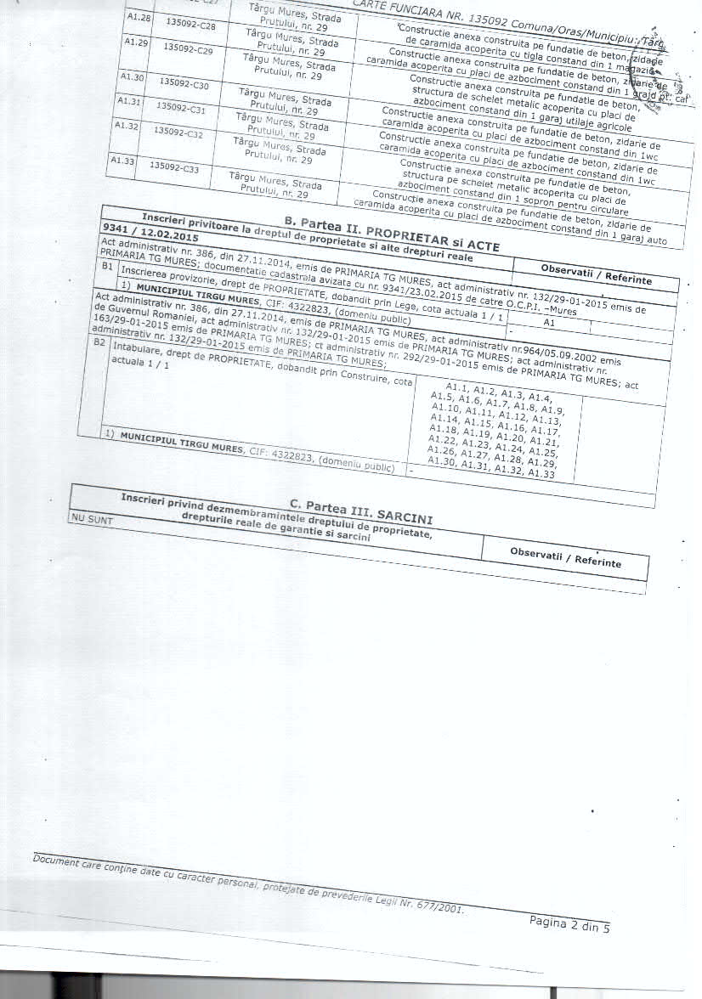 CARTE FUNCIARA NR. 135092 Comuna/Oras/Municipiu: Targ
A1.28 135092-C28 Târgu Mures, Strada Prutului, nr. 29
Constructie anexa construita pe fundatie de beton, zidarie
de caramida acoperita cu tigla constand din 1 magazie
A1.29 135092-C29 Târgu Mures, Strada Prutului, nr. 29
Constructie anexa construita pe fundatie de beton, zidarie de
caramida acoperita cu placi de azbociment constand din 1 grajd pt. cai
A1.30 135092-C30 Târgu Mures, Strada Prutului, nr. 29
Constructie anexa construita pe fundatie de beton,
structura de schelet metalic acoperita cu placi de
azbociment constand din 1 garaj utilaje agricole
A1.31 135092-C31 Târgu Mures, Strada Prutului, nr. 29
Constructie anexa construita pe fundatie de beton, zidarie de
caramida acoperita cu placi de azbociment constand din 1wc
A1.32 135092-C32 Târgu Mures, Strada Prutului, nr. 29
Constructie anexa construita pe fundatie de beton, zidarie de
caramida acoperita cu placi de azbociment constand din 1wc
Târgu Mures, Strada Prutului, nr. 29
Constructie anexa construita pe fundatie de beton,
structura pe schelet metalic acoperita cu placi de
azbociment constand din 1 sopron pentru circulare
A1.33 135092-C33 Târgu Mures, Strada Prutului, nr. 29
Constructie anexa construita pe fundatie de beton, zidarie de
caramida acoperita cu placi de azbociment constand din 1 garaj auto
B. Partea II. PROPRIETAR si ACTE
Inscrieri privitoare la dreptul de proprietate si alte drepturi reale
Observatii / Referinte
9341 / 12.02.2015
Act administrativ nr. 386, din 27.11.2014, emis de PRIMARIA TG MURES, act administrativ nr. 132/29-01-2015 emis de
PRIMARIA TG MURES; documentatie cadastrala avizata cu nr. 9341/23.02.2015 de catre O.C.P.I. –Mures
B1 Inscrierea provizorie, drept de PROPRIETATE, dobandit prin Lege, cota actuala 1 / 1
A1
1) MUNICIPIUL TIRGU MURES, CIF: 4322823, (domeniu public)
-
Act administrativ nr. 386, din 27.11.2014, emis de PRIMARIA TG MURES, act administrativ nr.964/05.09.2002 emis
de Guvernul Romaniei, act administrativ nr. 132/29-01-2015 emis de PRIMARIA TG MURES; act administrativ nr.
163/29-01-2015 emis de PRIMARIA TG MURES; ct administrativ nr. 292/29-01-2015 emis de PRIMARIA TG MURES; act
administrativ nr. 132/29-01-2015 emis de PRIMARIA TG MURES;
B2 Intabulare, drept de PROPRIETATE, dobandit prin Construire, cota
actuala 1 / 1
A1.1, A1.2, A1.3, A1.4,
A1.5, A1.6, A1.7, A1.8, A1.9,
A1.10, A1.11, A1.12, A1.13,
A1.14, A1.15, A1.16, A1.17,
A1.18, A1.19, A1.20, A1.21,
A1.22, A1.23, A1.24, A1.25,
A1.26, A1.27, A1.28, A1.29,
A1.30, A1.31, A1.32, A1.33
1) MUNICIPIUL TIRGU MURES, CIF: 4322823, (domeniu public)
-
C. Partea III. SARCINI
Inscrieri privind dezmembramintele dreptului de proprietate,
drepturile reale de garantie si sarcini
Observatii / Referinte
NU SUNT
Document care conţine date cu caracter personal, protejate de prevederile Legii Nr. 677/2001.
Pagina 2 din 5